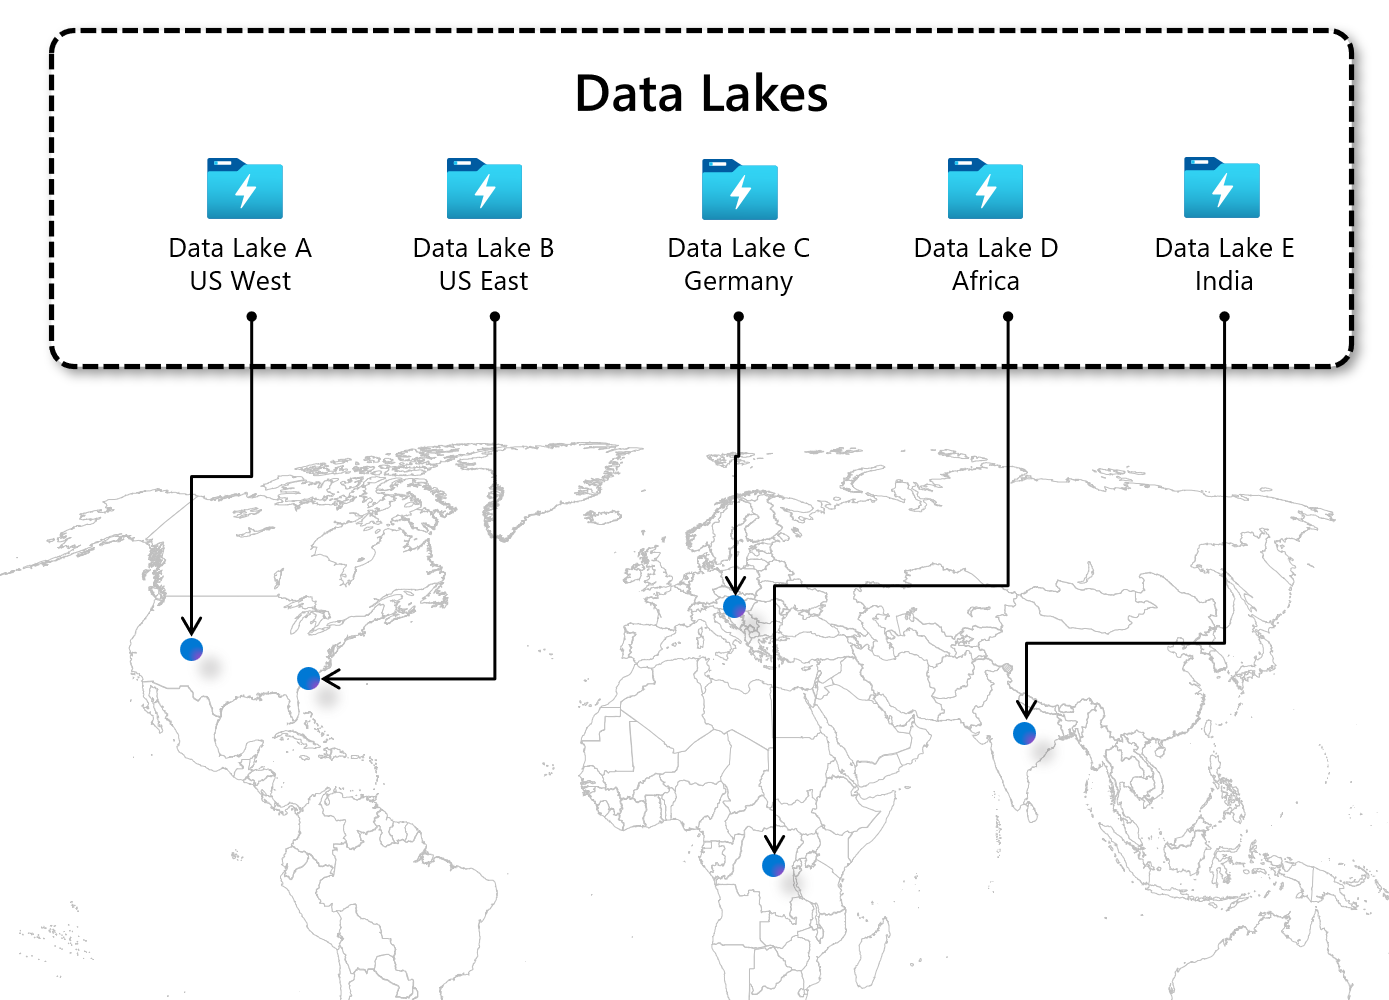 Data Lakes
Data Lake A
US West
Data Lake B
US East
Data Lake C
Germany
Data Lake D
Africa
Data Lake E
India